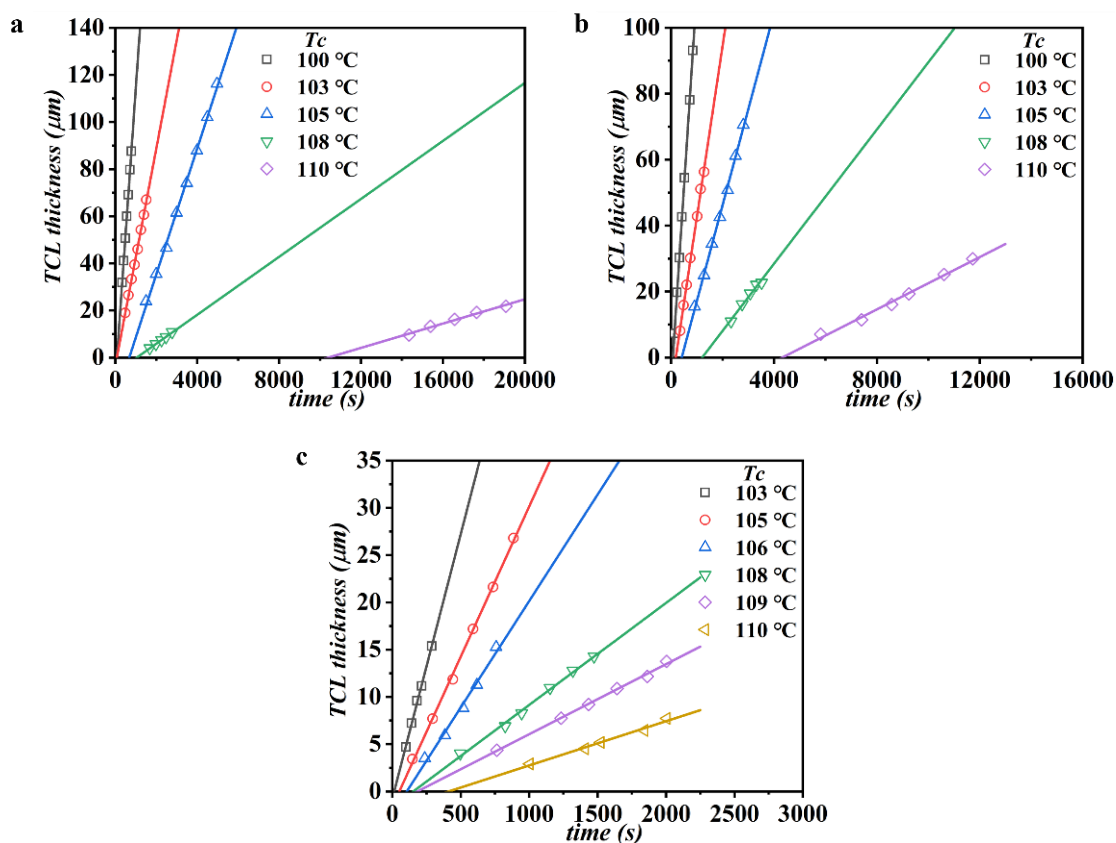 a
TCL thickness (μm)
140
120
100
80
60
40
20
0
0 4000 8000 12000 16000 20000
time (s)
Tc
100 °C
103 °C
105 °C
108 °C
110 °C
b
TCL thickness (μm)
100
80
60
40
20
0
0 4000 8000 12000 16000
time (s)
Tc
100 °C
103 °C
105 °C
108 °C
110 °C
c
TCL thickness (μm)
35
30
25
20
15
10
5
0
0 500 1000 1500 2000 2500 3000
time (s)
Tc
103 °C
105 °C
106 °C
108 °C
109 °C
110 °C